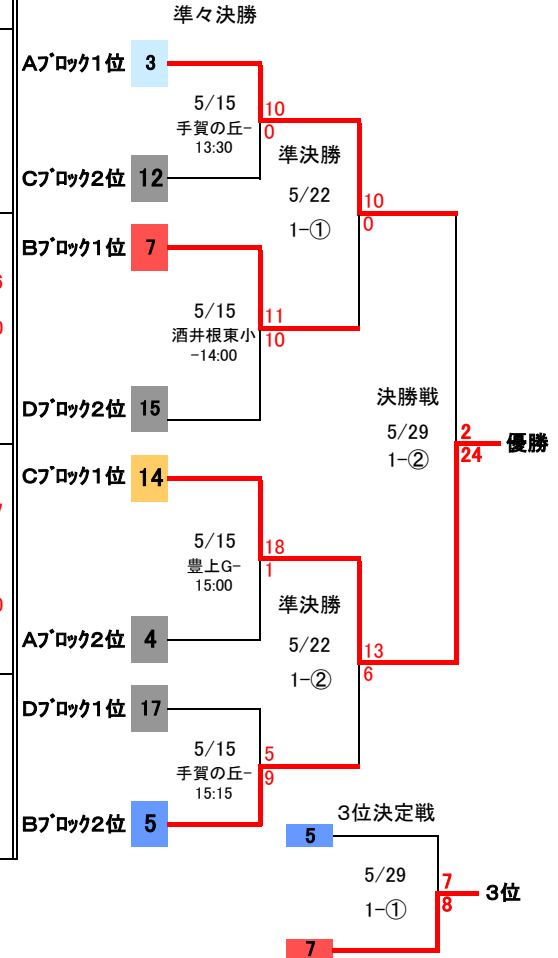 準々決勝
Aブロック1位 3
5/15
手賀の丘-
13:30
10
0
Cブロック2位 12
準決勝
5/22
1-①
10
0
Bブロック1位 7
5/15
酒井根東小
-14:00
11
10
Dブロック2位 15
決勝戦
5/29
1-②
2
24
優勝
Cブロック1位 14
5/15
豊上G-
15:00
18
1
Aブロック2位 4
準決勝
5/22
1-②
13
6
Dブロック1位 17
5/15
手賀の丘-
15:15
5
9
Bブロック2位 5
3位決定戦
5
5/29
1-①
7
8
3位
7